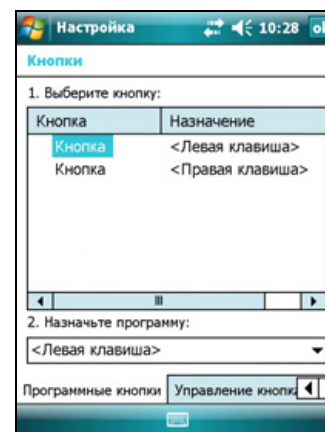 Настройка 10:28 ok
Кнопки
1. Выберите кнопку:
Кнопка Назначение
Кнопка <Левая клавиша>
Кнопка <Правая клавиша>
2. Назначьте программу:
<Левая клавиша>
Программные кнопки Управление кнопк